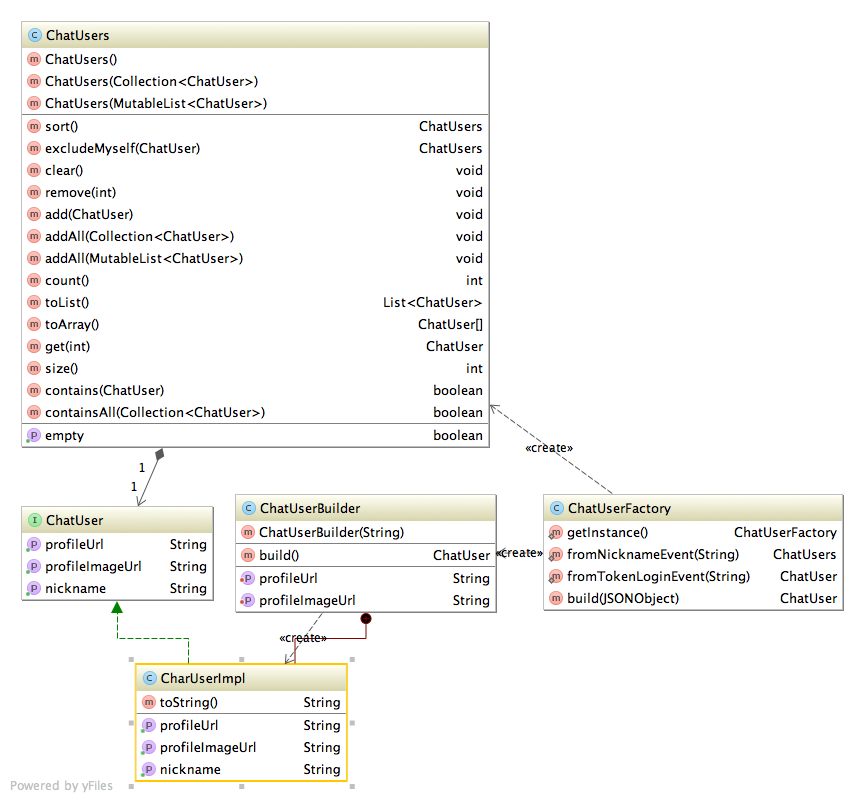 C ChatUsers
m ChatUsers()
m ChatUsers(Collection<ChatUser>)
m ChatUsers(MutableList<ChatUser>)
m sort() ChatUsers
m excludeMyself(ChatUser) ChatUsers
m clear() void
m remove(int) void
m add(ChatUser) void
m addAll(Collection<ChatUser>) void
m addAll(MutableList<ChatUser>) void
m count() int
m toList() List<ChatUser>
m toArray() ChatUser[]
m get(int) ChatUser
m size() int
m contains(ChatUser) boolean
m containsAll(Collection<ChatUser>) boolean
P empty boolean
«create»
1
1
I ChatUser
P profileUrl String
P profileImageUrl String
P nickname String
C ChatUserBuilder
m ChatUserBuilder(String)
m build() ChatUser
P profileUrl String
P profileImageUrl String
«create»
C ChatUserFactory
m getInstance() ChatUserFactory
m fromNicknameEvent(String) ChatUsers
m fromTokenLoginEvent(String) ChatUser
m build(JSONObject) ChatUser
«create»
C CharUserImpl
m toString() String
P profileUrl String
P profileImageUrl String
P nickname String
Powered by yFiles